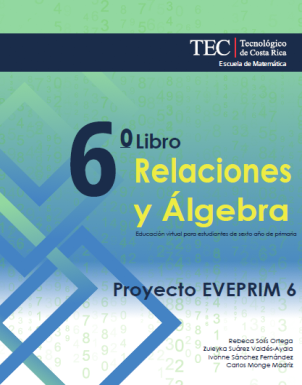 TEC | Tecnológico
de Costa Rica
Escuela de Matemática
6º Libro
Relaciones
y Álgebra
Educación virtual para estudiantes de sexto año de primaria
Proyecto EVEPRIM 6
Rebeca Solís Ortega
Zuleyka Suárez Valdés-Ayala
Ivonne Sánchez Fernández
Carlos Monge Madriz